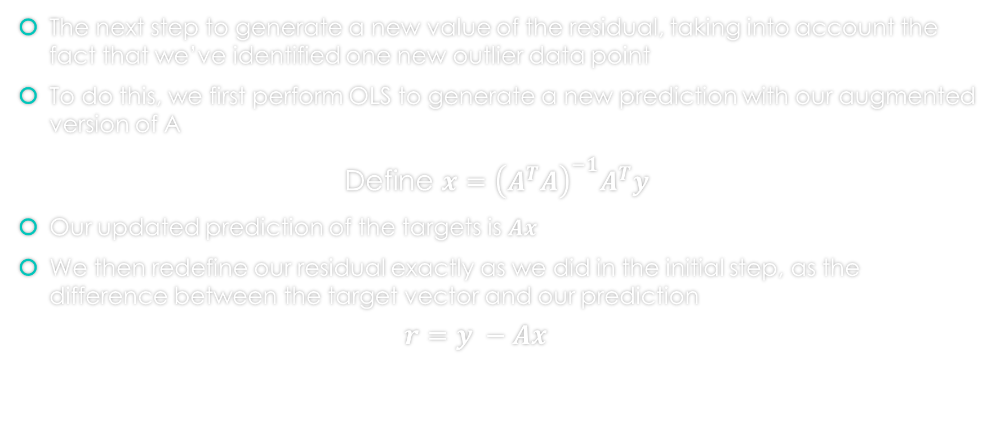 The next step to generate a new value of the residual, taking into account the
fact that we've identified one new outlier data point
To do this, we first perform OLS to generate a new prediction with our augmented
version of A
Define 𝒙 = (𝑨ᵀ𝑨)⁻¹𝑨ᵀ𝒚
Our updated prediction of the targets is 𝑨𝒙
We then redefine our residual exactly as we did in the initial step, as the
difference between the target vector and our prediction
𝒓 = 𝒚 − 𝑨𝒙